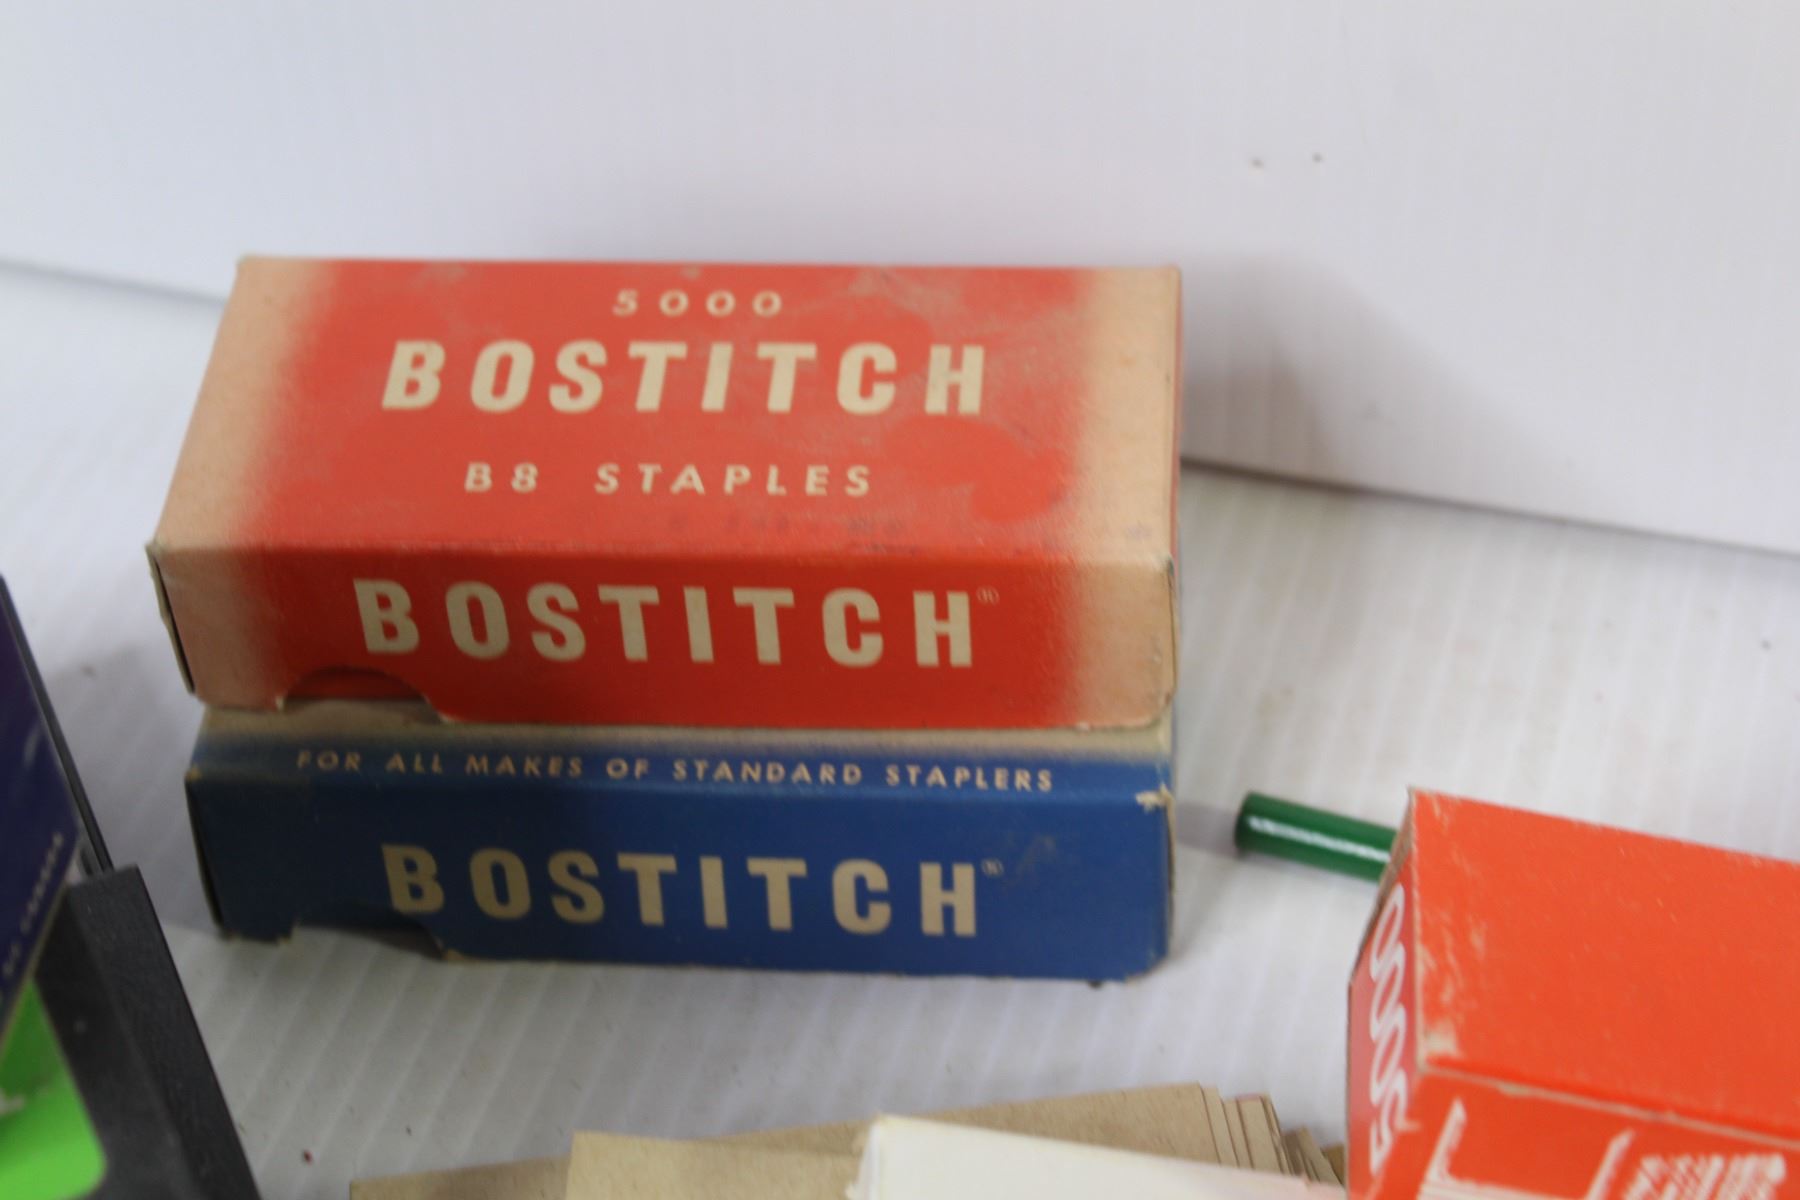 5000
BOSTITCH
B8 STAPLES
BOSTITCH®
FOR ALL MAKES OF STANDARD STAPLERS
BOSTITCH®
5000